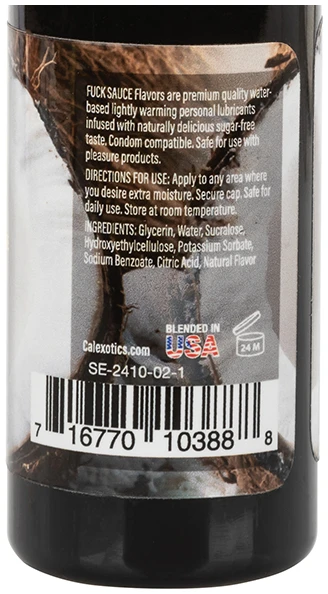 FUCK SAUCE Flavors are premium quality water-
based lightly warming personal lubricants
infused with naturally delicious sugar-free
taste. Condom compatible. Safe for use with
pleasure products.
DIRECTIONS FOR USE: Apply to any area where
you desire extra moisture. Secure cap. Safe for
daily use. Store at room temperature.
INGREDIENTS: Glycerin, Water, Sucralose,
Hydroxyethylcellulose, Potassium Sorbate,
Sodium Benzoate, Citric Acid, Natural Flavor
BLENDED IN
USA
24 M
Calexotics.com
SE-2410-02-1
7 16770 10388 8